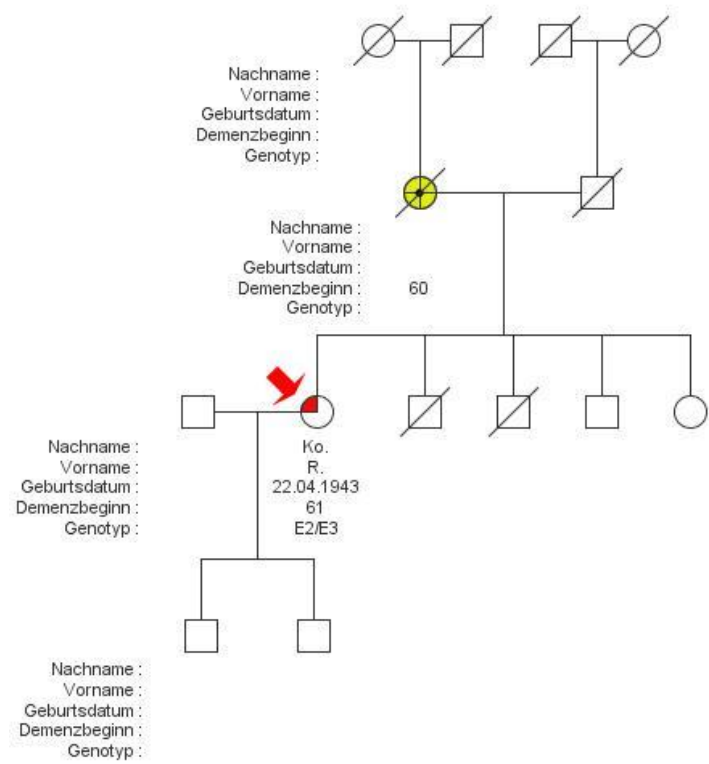 Nachname :
Vorname :
Geburtsdatum :
Demenzbeginn :
Genotyp :
Nachname :
Vorname :
Geburtsdatum :
Demenzbeginn : 60
Genotyp :
Nachname : Ko.
Vorname : R.
Geburtsdatum : 22.04.1943
Demenzbeginn : 61
Genotyp : E2/E3
Nachname :
Vorname :
Geburtsdatum :
Demenzbeginn :
Genotyp :